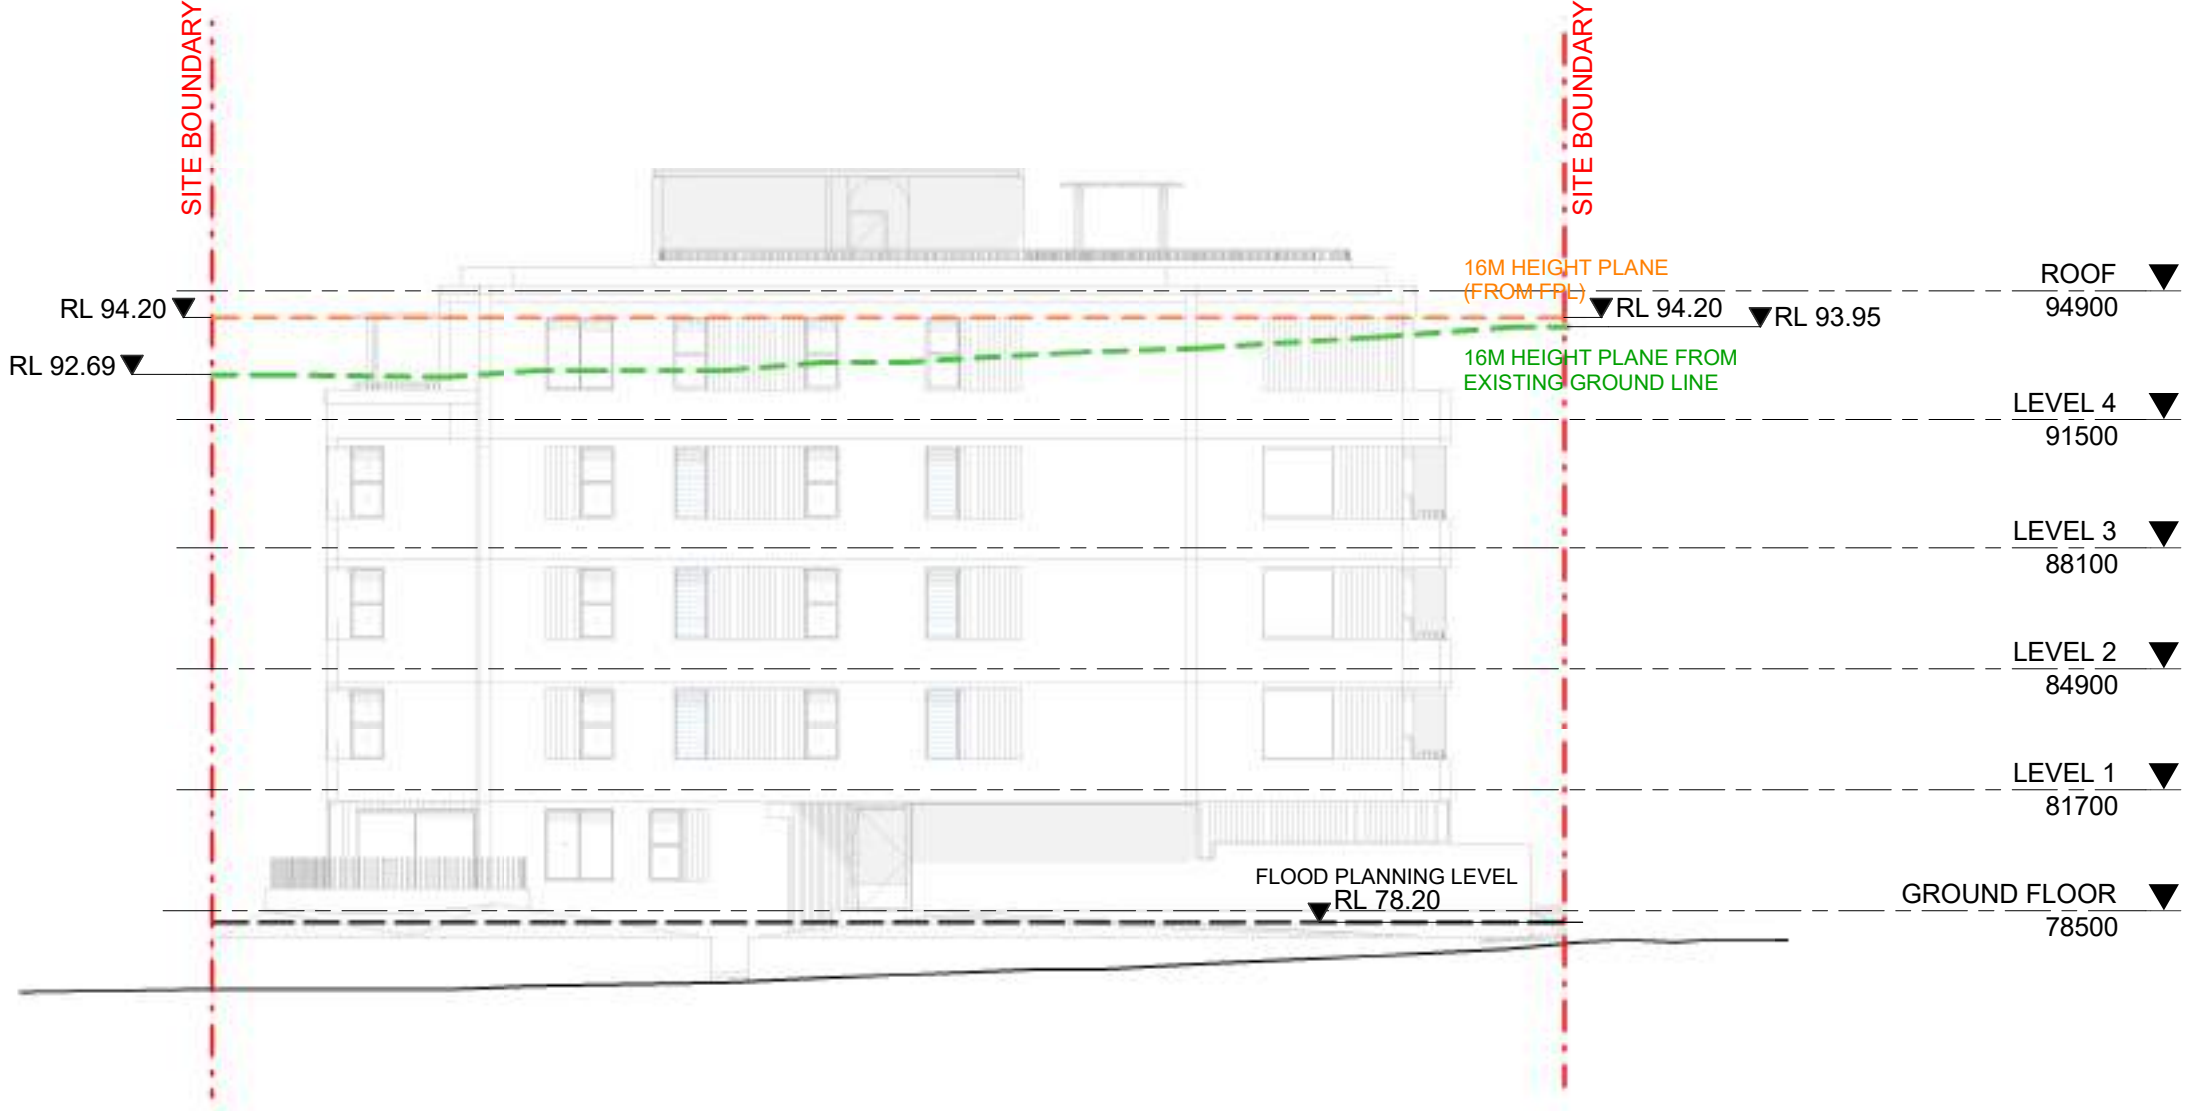 SITE BOUNDARY
SITE BOUNDARY
16M HEIGHT PLANE
(FROM FPL)
ROOF
94900
RL 94.20
RL 94.20
RL 93.95
RL 92.69
16M HEIGHT PLANE FROM
EXISTING GROUND LINE
LEVEL 4
91500
LEVEL 3
88100
LEVEL 2
84900
LEVEL 1
81700
FLOOD PLANNING LEVEL
RL 78.20
GROUND FLOOR
78500